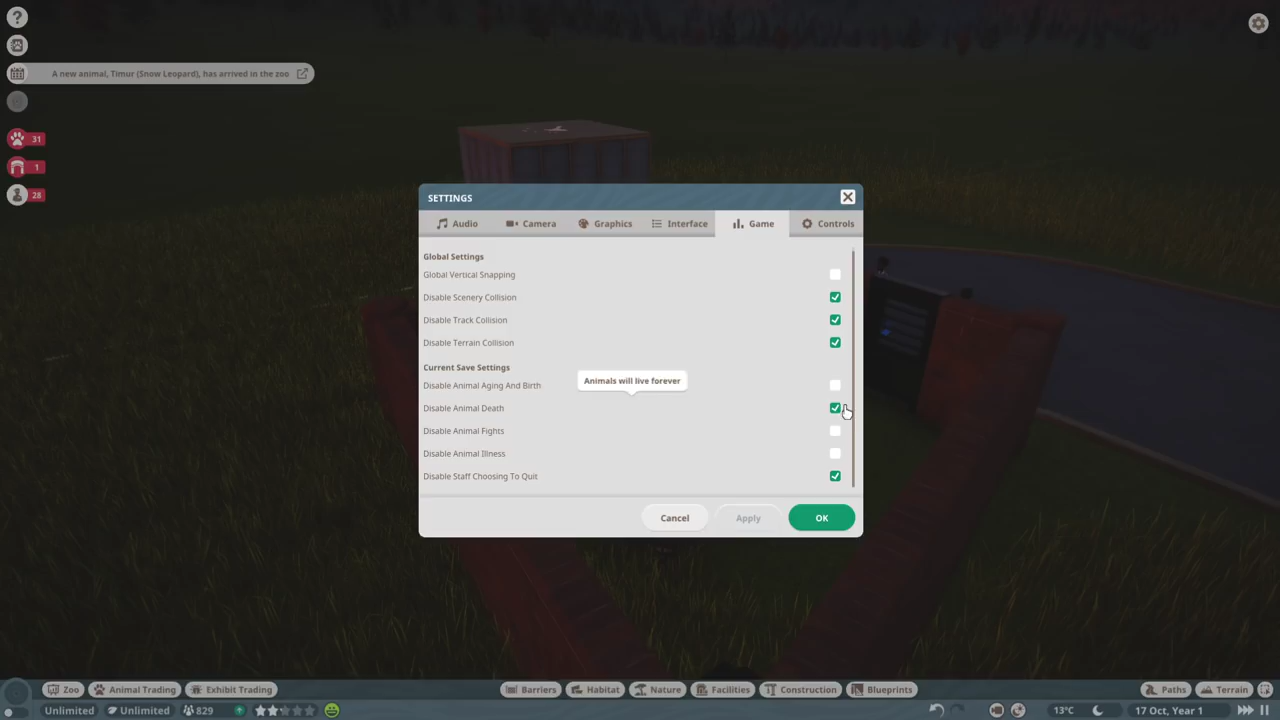 ?
A new animal, Timur (Snow Leopard), has arrived in the zoo
31
1
28
SETTINGS
Audio
Camera
Graphics
Interface
Game
Controls
Global Settings
Global Vertical Snapping
Disable Scenery Collision
Disable Track Collision
Disable Terrain Collision
Current Save Settings
Animals will live forever
Disable Animal Aging And Birth
Disable Animal Death
Disable Animal Fights
Disable Animal Illness
Disable Staff Choosing To Quit
Cancel
Apply
OK
Zoo
Animal Trading
Exhibit Trading
Barriers
Habitat
Nature
Facilities
Construction
Blueprints
Paths
Terrain
Unlimited
Unlimited
829
13°C
17 Oct, Year 1